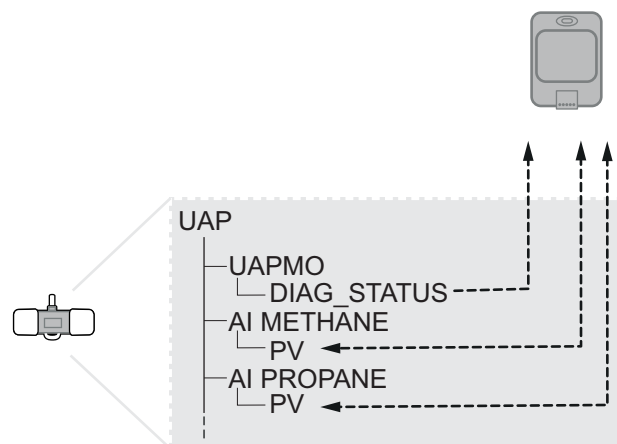 UAP
UAPMO
DIAG_STATUS
AI METHANE
PV
AI PROPANE
PV